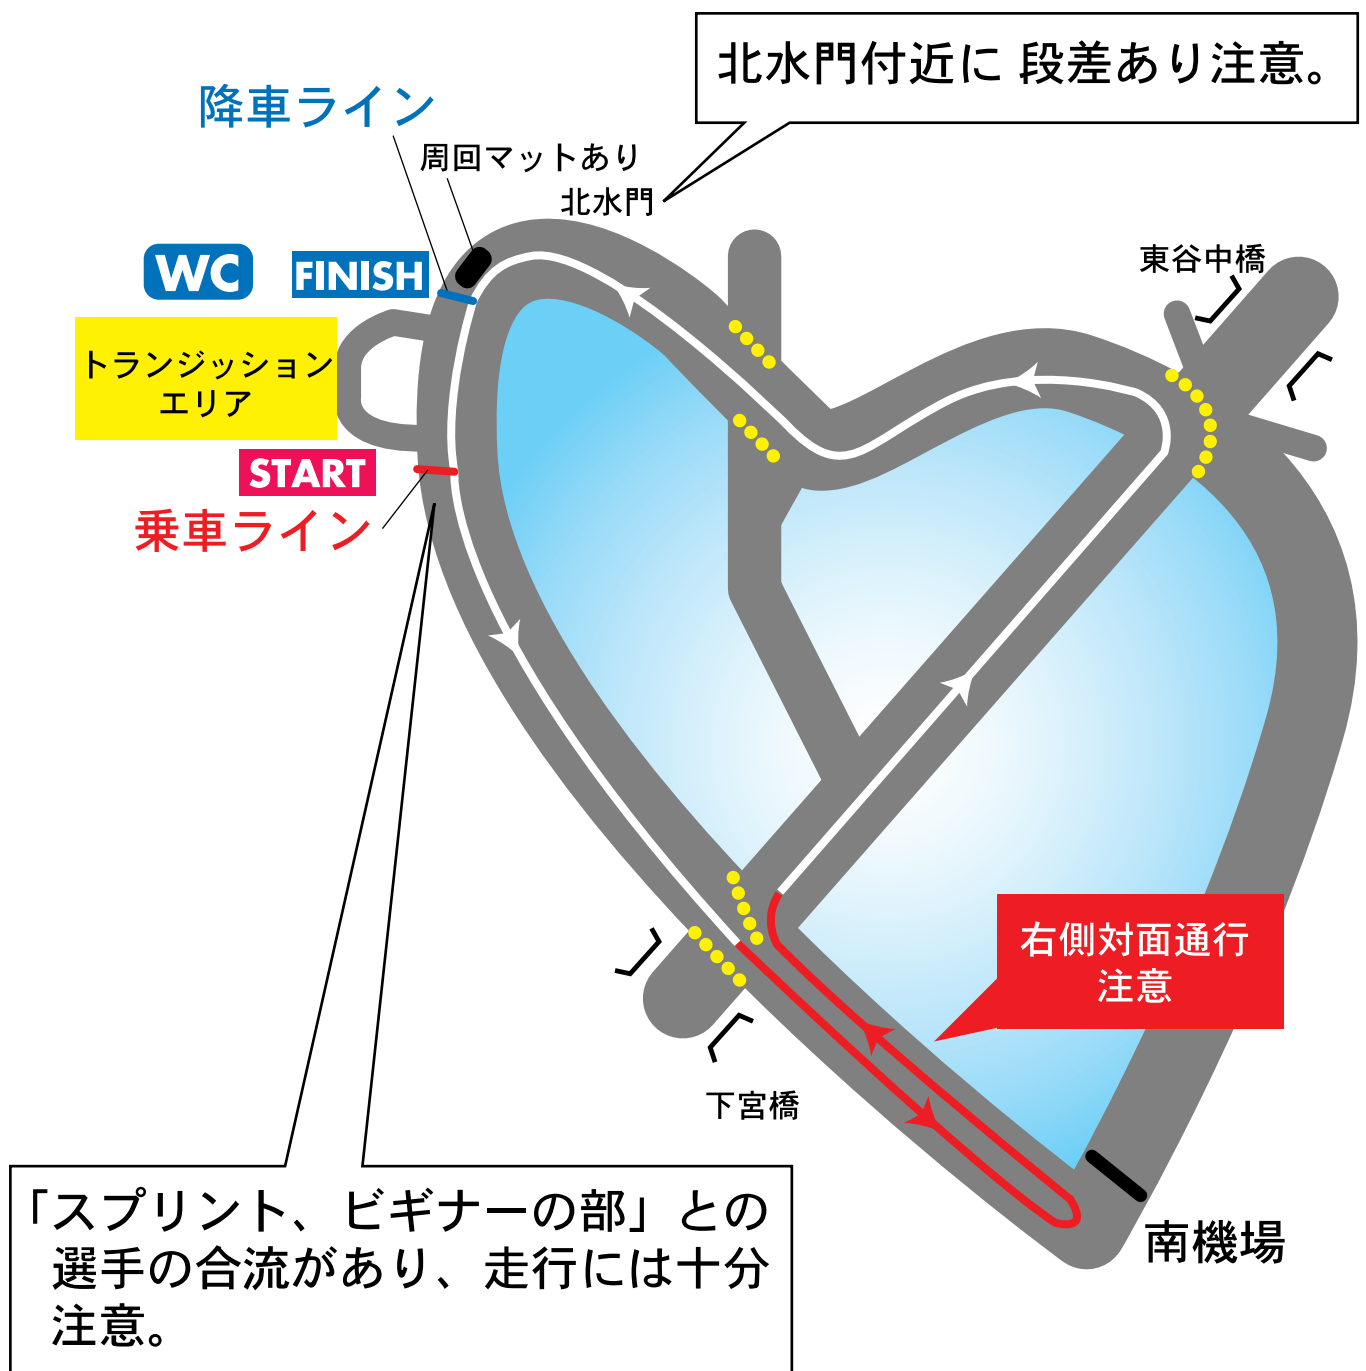 北水門付近に 段差あり注意。
降車ライン
周回マットあり
北水門
WC
FINISH
東谷中橋
トランジッション
エリア
START
乗車ライン
右側対面通行
注意
下宮橋
「スプリント、ビギナーの部」との
選手の合流があり、走行には十分
注意。
南機場